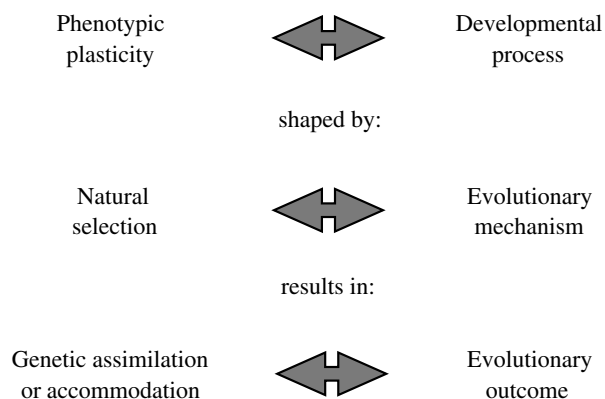 Phenotypic
plasticity
Developmental
process
shaped by:
Natural
selection
Evolutionary
mechanism
results in:
Genetic assimilation
or accommodation
Evolutionary
outcome